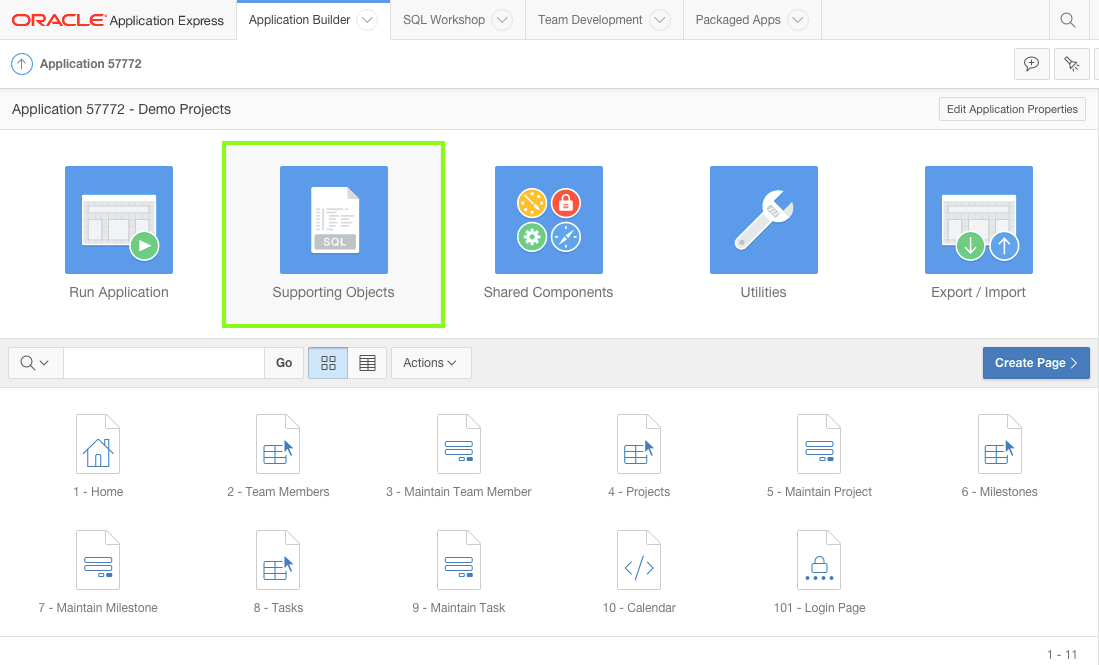 ORACLE Application Express Application Builder SQL Workshop Team Development Packaged Apps
Application 57772
Application 57772 - Demo Projects Edit Application Properties
SQL
Run Application Supporting Objects Shared Components Utilities Export / Import
Go Actions Create Page
1 - Home 2 - Team Members 3 - Maintain Team Member 4 - Projects 5 - Maintain Project 6 - Milestones
7 - Maintain Milestone 8 - Tasks 9 - Maintain Task 10 - Calendar 101 - Login Page
1 - 11